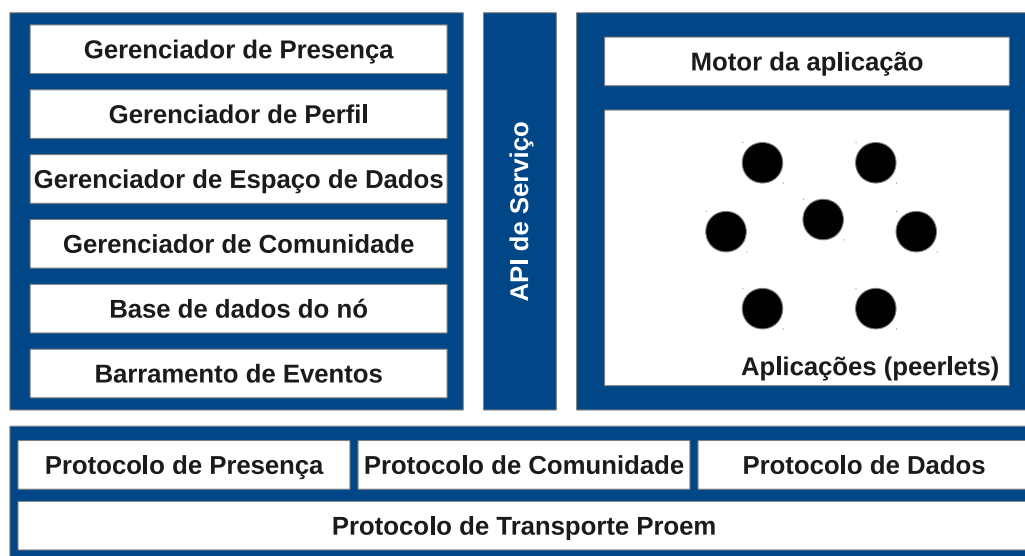 Gerenciador de Presença
Gerenciador de Perfil
Gerenciador de Espaço de Dados
Gerenciador de Comunidade
Base de dados do nó
Barramento de Eventos
API de Serviço
Motor da aplicação
Aplicações (peerlets)
Protocolo de Presença
Protocolo de Comunidade
Protocolo de Dados
Protocolo de Transporte Proem